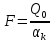 F = Q₀ / αₖ